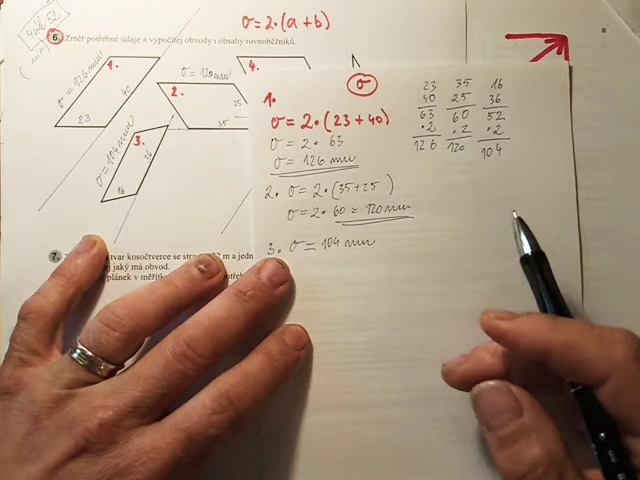 o = 2·(a + b)
6. Změř potřebné údaje a vypočítej obvody i obsahy rovnoběžníků.
(mm)
o = 126 mm
1.
40
23
o = 120 mm
2.
25
35
4.
o = 104 mm
3.
16
o
1.
o = 2·(23 + 40)
o = 2·63
o = 126 mm
2. o = 2·(35+25)
o = 2·60 = 120 mm
3. o = 104 mm
23 35 16
40 25 36
63 60 52
·2 ·2 ·2
126 120 104
7.
tvar kosočtverce se
m a jedn
jaký má obvod.
plánek v měřítk